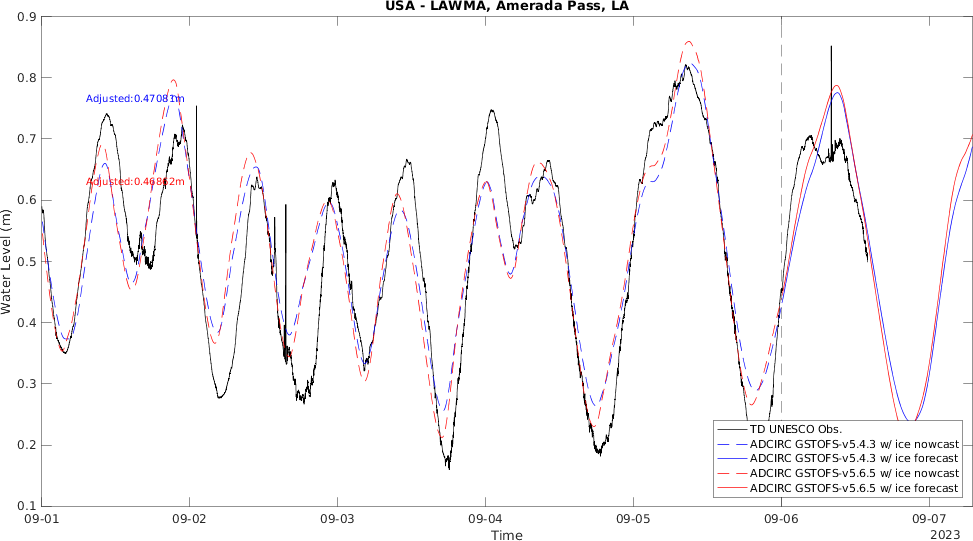 USA - LAWMA, Amerada Pass, LA
0.9
0.8
0.7
0.6
0.5
0.4
0.3
0.2
0.1
Water Level (m)
Adjusted:0.47081m
Adjusted:0.46862m
TD UNESCO Obs.
ADCIRC GSTOFS-v5.4.3 w/ ice nowcast
ADCIRC GSTOFS-v5.4.3 w/ ice forecast
ADCIRC GSTOFS-v5.6.5 w/ ice nowcast
ADCIRC GSTOFS-v5.6.5 w/ ice forecast
09-01 09-02 09-03 09-04 09-05 09-06 09-07
Time
2023